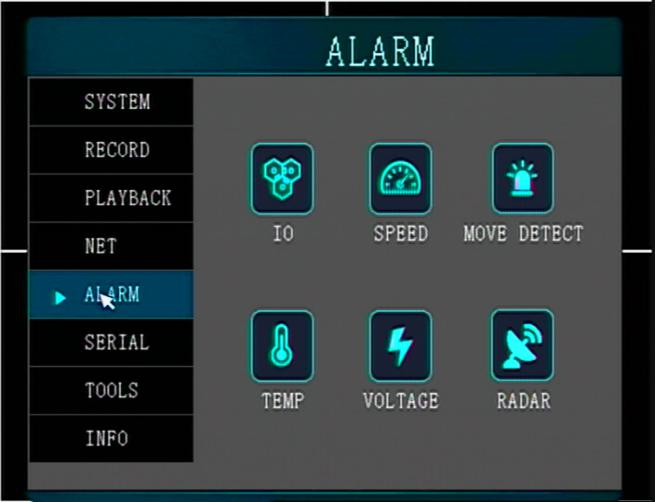 ALARM
SYSTEM
RECORD
PLAYBACK
NET
ALARM
SERIAL
TOOLS
INFO
IO
SPEED
MOVE DETECT
TEMP
VOLTAGE
RADAR